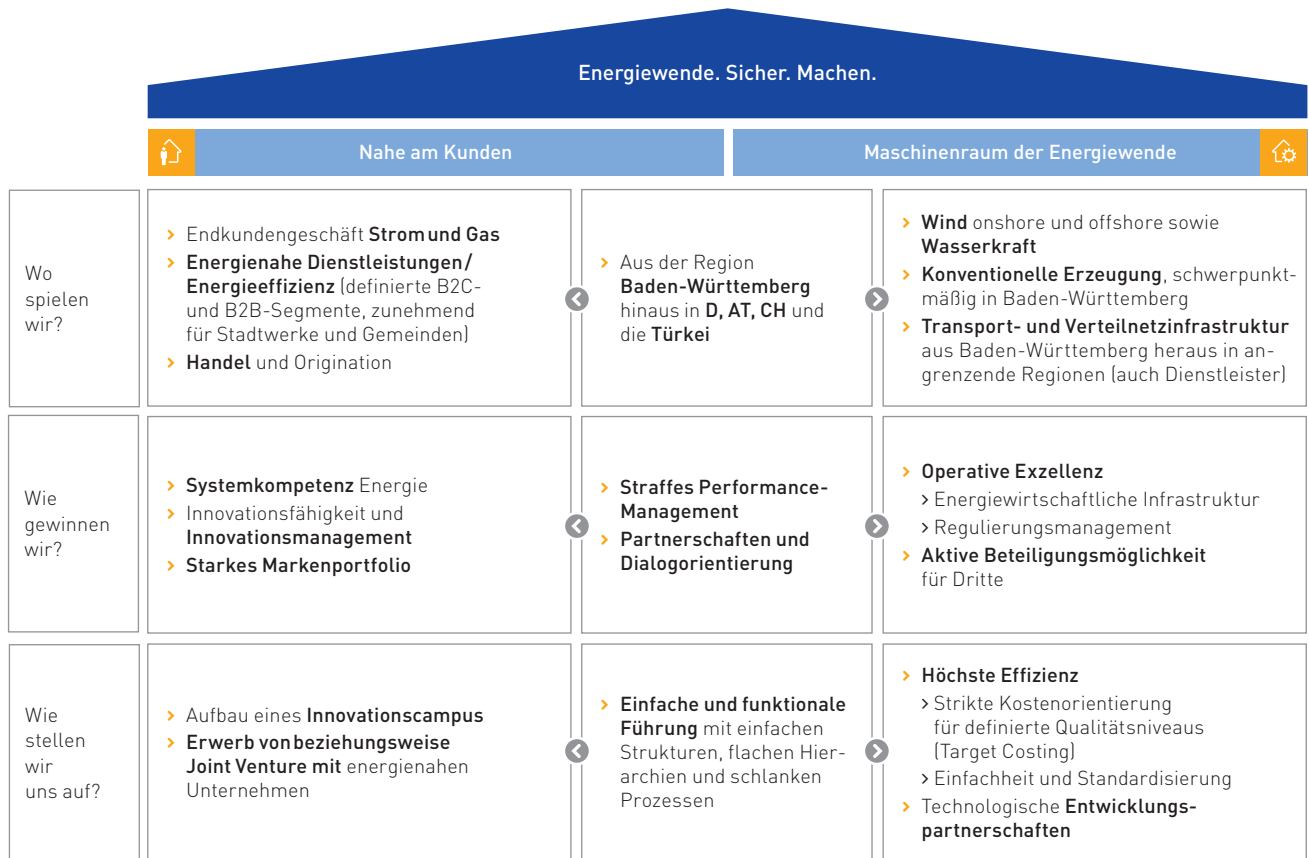 Energiewende. Sicher. Machen.
Nahe am Kunden
Maschinenraum der Energiewende
Wo
spielen
wir?
› Endkundengeschäft Strom und Gas
› Energienahe Dienstleistungen/
Energieeffizienz (definierte B2C-
und B2B-Segmente, zunehmend
für Stadtwerke und Gemeinden)
› Handel und Origination
› Aus der Region
Baden-Württemberg
hinaus in D, AT, CH und
die Türkei
› Wind onshore und offshore sowie
Wasserkraft
› Konventionelle Erzeugung, schwerpunkt-
mäßig in Baden-Württemberg
› Transport- und Verteilnetzinfrastruktur
aus Baden-Württemberg heraus in an-
grenzende Regionen (auch Dienstleister)
Wie
gewinnen
wir?
› Systemkompetenz Energie
› Innovationsfähigkeit und
Innovationsmanagement
› Starkes Markenportfolio
› Straffes Performance-
Management
› Partnerschaften und
Dialogorientierung
› Operative Exzellenz
› Energiewirtschaftliche Infrastruktur
› Regulierungsmanagement
› Aktive Beteiligungsmöglichkeit
für Dritte
Wie
stellen
wir
uns auf?
› Aufbau eines Innovationscampus
› Erwerb von beziehungsweise
Joint Venture mit energienahen
Unternehmen
› Einfache und funktionale
Führung mit einfachen
Strukturen, flachen Hier-
archien und schlanken
Prozessen
› Höchste Effizienz
› Strikte Kostenorientierung
für definierte Qualitätsniveaus
(Target Costing)
› Einfachheit und Standardisierung
› Technologische Entwicklungs-
partnerschaften